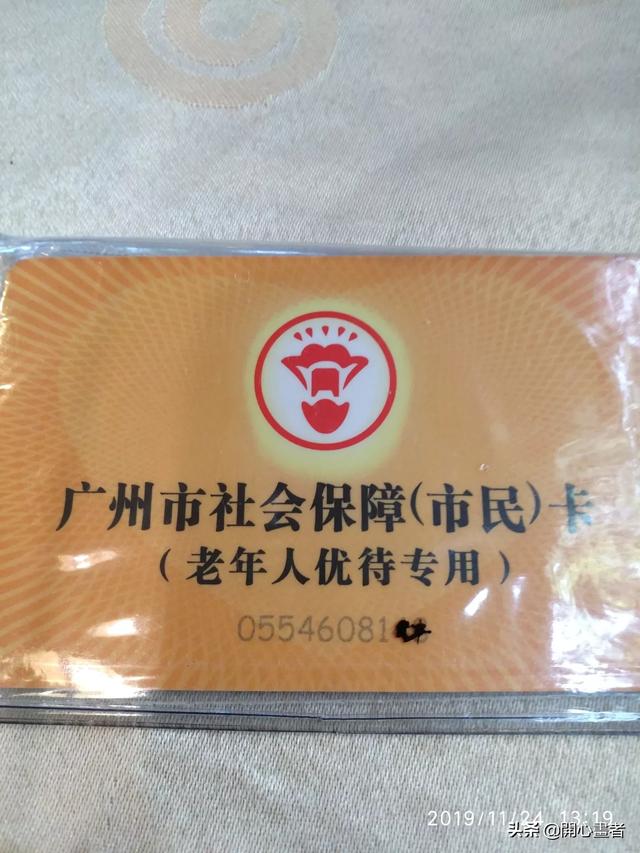 广州市社会保障(市民)卡
(老年人优待专用)
05546081
2019/11/24 13:19
头条 @開心畫者